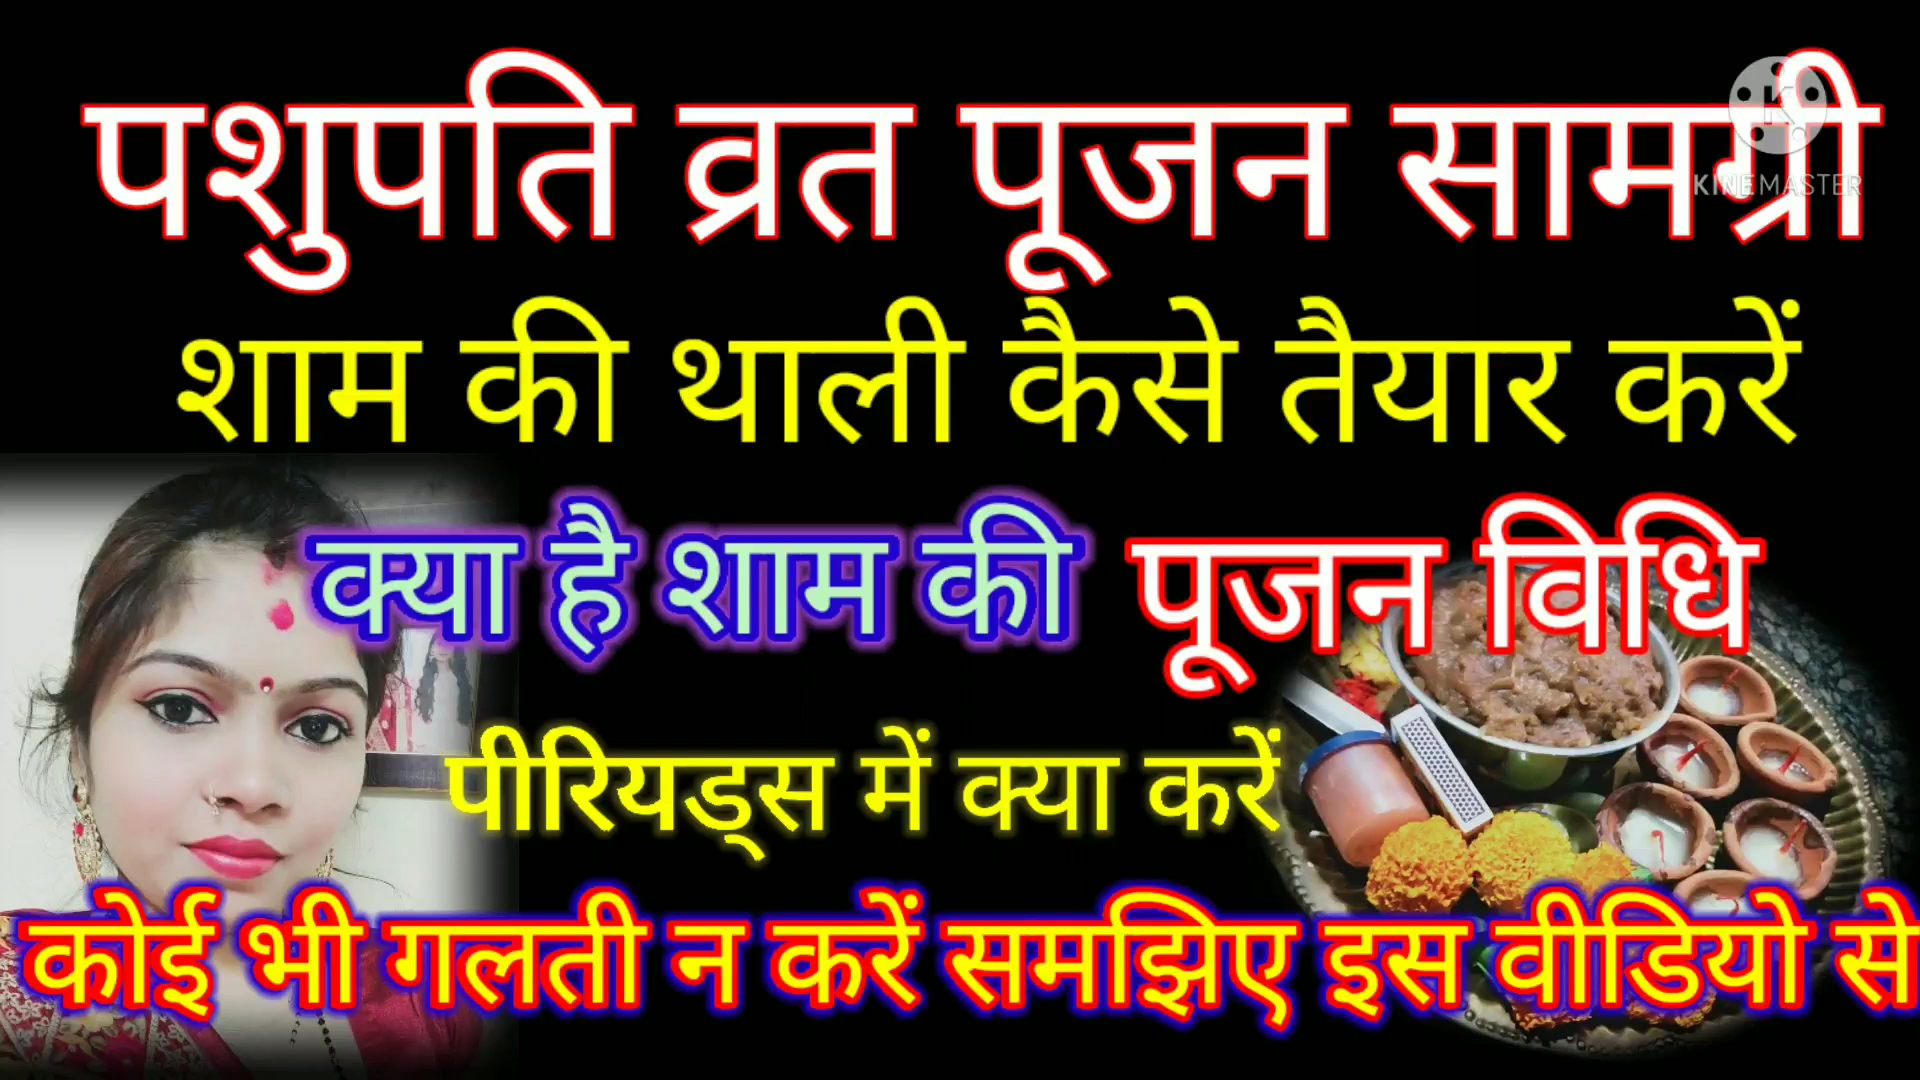 पशुपति व्रत पूजन सामग्री
KINEMASTER
शाम की थाली कैसे तैयार करें
क्या है शाम की पूजन विधि
पीरियड्स में क्या करें
कोई भी गलती न करें समझिए इस वीडियो से